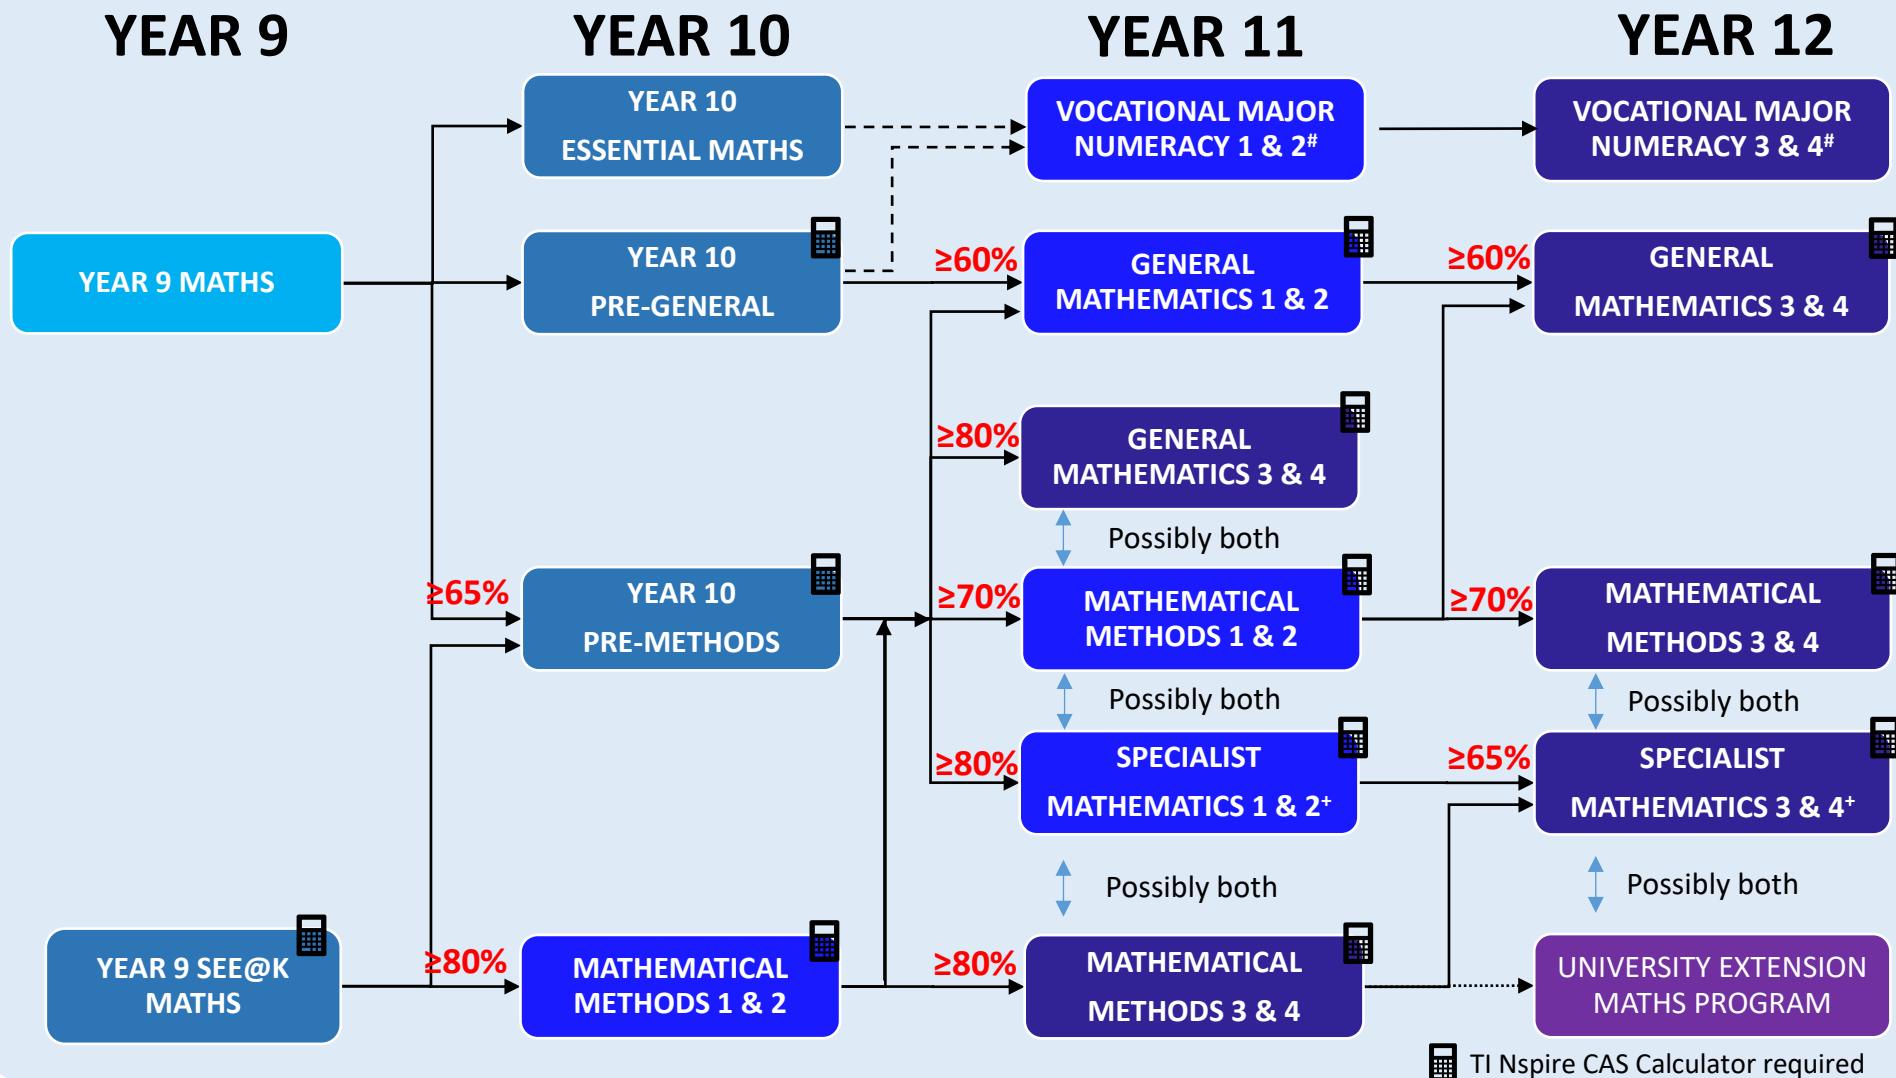 YEAR 9
YEAR 10
YEAR 11
YEAR 12
YEAR 10
ESSENTIAL MATHS
VOCATIONAL MAJOR
NUMERACY 1 & 2#
VOCATIONAL MAJOR
NUMERACY 3 & 4#
YEAR 9 MATHS
YEAR 10
PRE-GENERAL
≥60%
GENERAL
MATHEMATICS 1 & 2
≥60%
GENERAL
MATHEMATICS 3 & 4
≥80%
GENERAL
MATHEMATICS 3 & 4
Possibly both
≥65%
YEAR 10
PRE-METHODS
≥70%
MATHEMATICAL
METHODS 1 & 2
≥70%
MATHEMATICAL
METHODS 3 & 4
Possibly both
Possibly both
≥80%
SPECIALIST
MATHEMATICS 1 & 2+
≥65%
SPECIALIST
MATHEMATICS 3 & 4+
Possibly both
Possibly both
YEAR 9 SEE@K
MATHS
≥80%
MATHEMATICAL
METHODS 1 & 2
≥80%
MATHEMATICAL
METHODS 3 & 4
UNIVERSITY EXTENSION
MATHS PROGRAM
TI Nspire CAS Calculator required